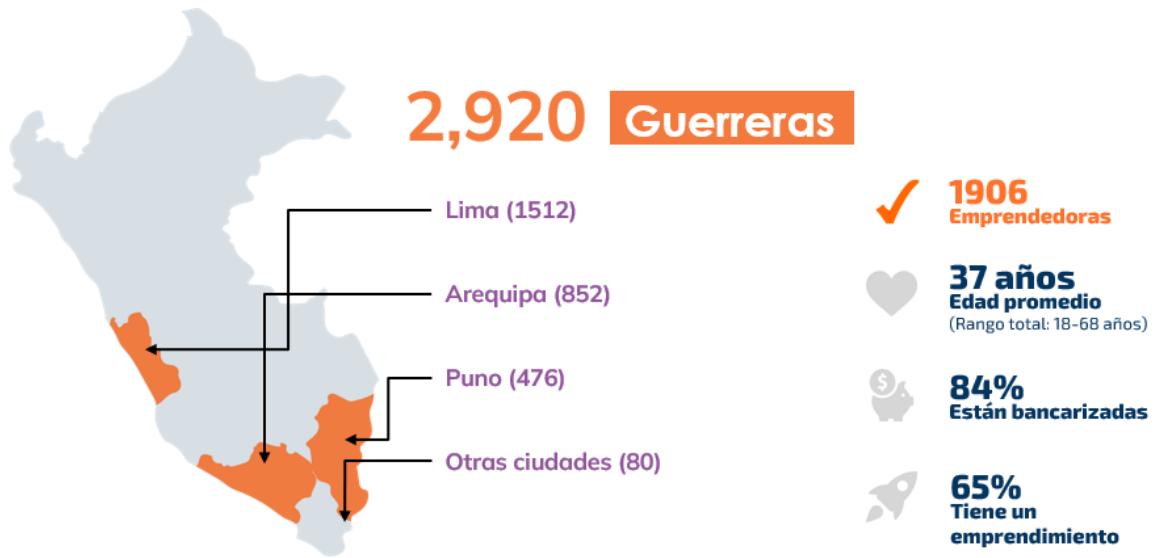 2,920 Guerreras
Lima (1512)
Arequipa (852)
Puno (476)
Otras ciudades (80)
1906
Emprendedoras
37 años
Edad promedio
(Rango total: 18-68 años)
$
84%
Están bancarizadas
65%
Tiene un
emprendimiento